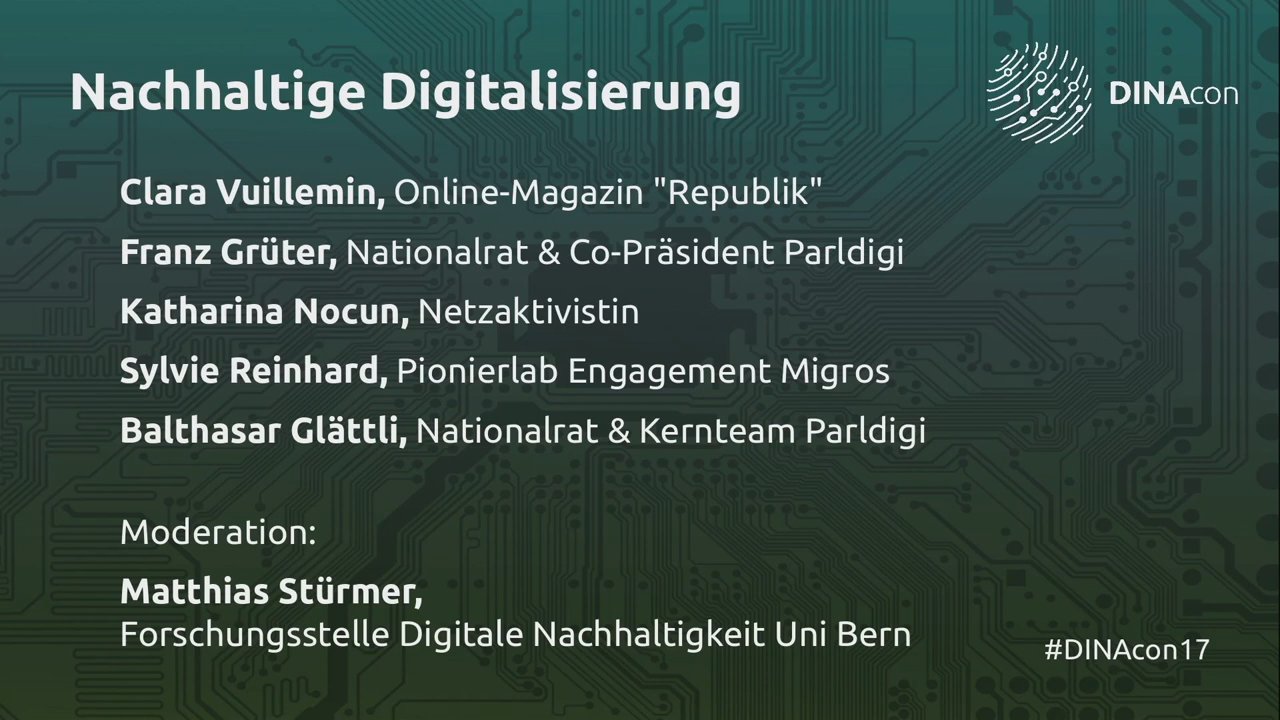 Nachhaltige Digitalisierung
DINAcon
Clara Vuillemin, Online-Magazin "Republik"
Franz Grüter, Nationalrat & Co-Präsident Parldigi
Katharina Nocun, Netzaktivistin
Sylvie Reinhard, Pionierlab Engagement Migros
Balthasar Glättli, Nationalrat & Kernteam Parldigi
Moderation:
Matthias Stürmer,
Forschungsstelle Digitale Nachhaltigkeit Uni Bern
#DINAcon17